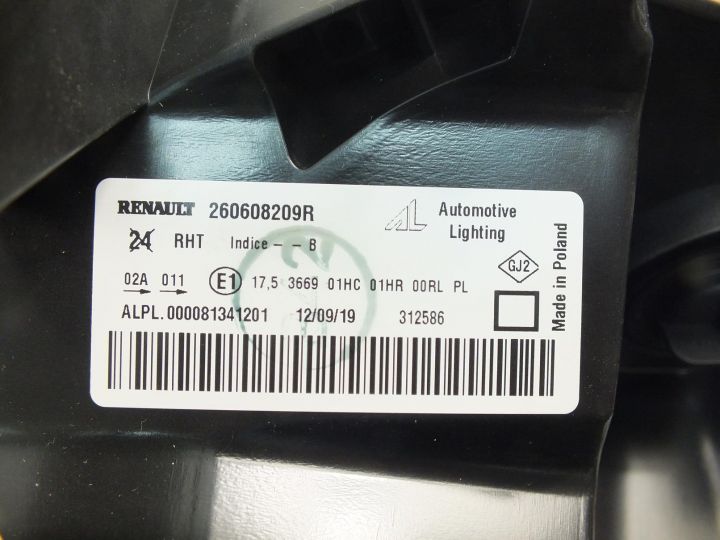 RENAULT 260608209R
AL Automotive Lighting
24 RHT Indice - - B
02A 011 E1 17,5 3669 01HC 01HR 00RL PL
GJ2
ALPL.000081341201 12/09/19 312586
Made in Poland